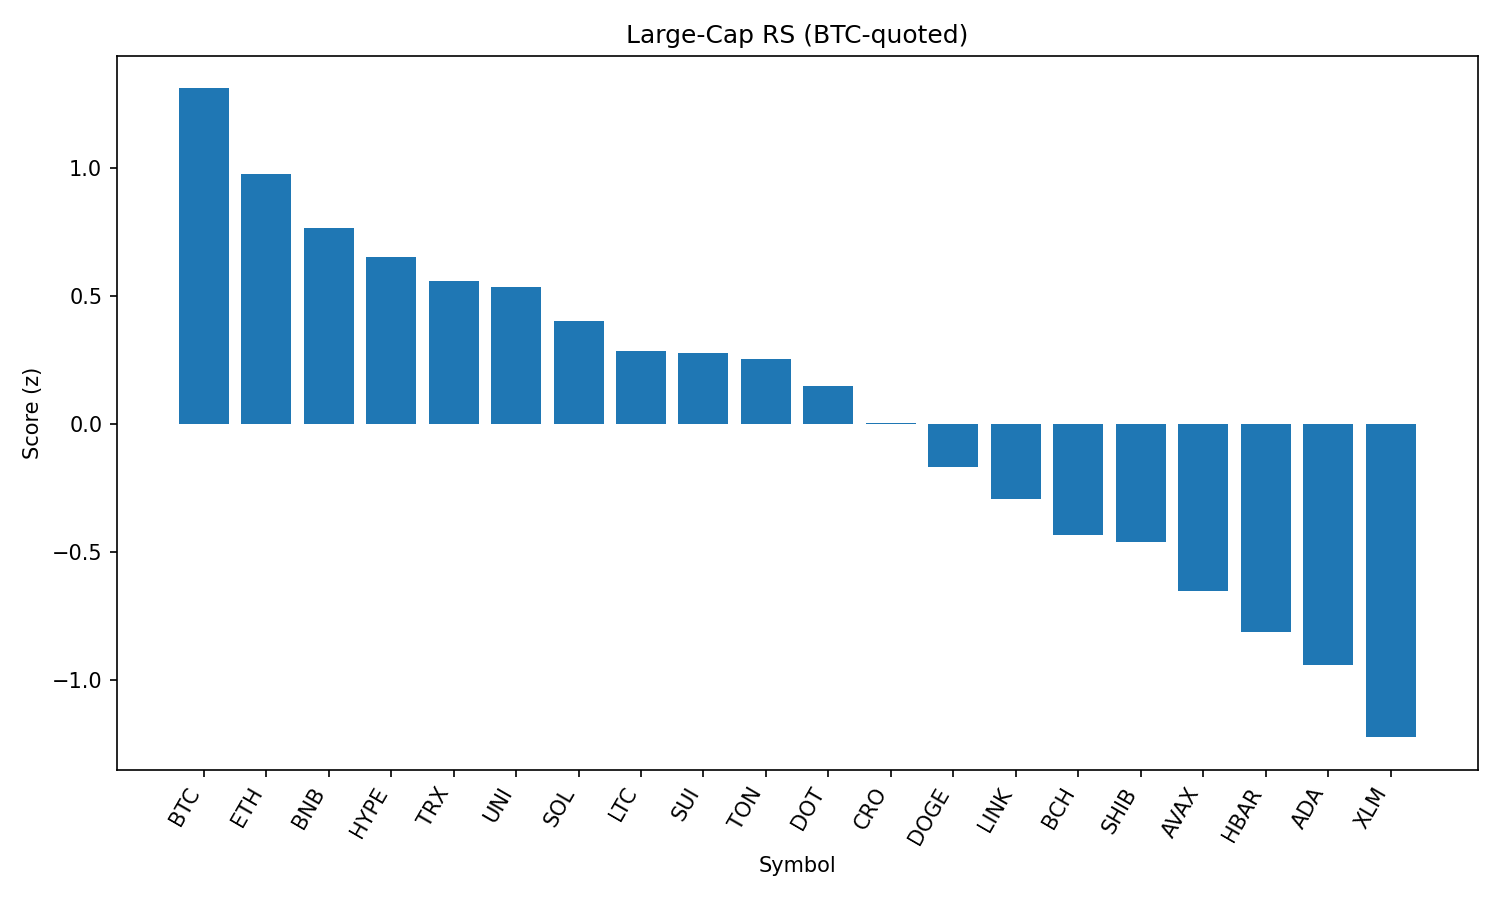 Large-Cap RS (BTC-quoted)
Score (z)
1.0
0.5
0.0
−0.5
−1.0
BTC
ETH
BNB
HYPE
TRX
UNI
SOL
LTC
SUI
TON
DOT
CRO
DOGE
LINK
BCH
SHIB
AVAX
HBAR
ADA
XLM
Symbol